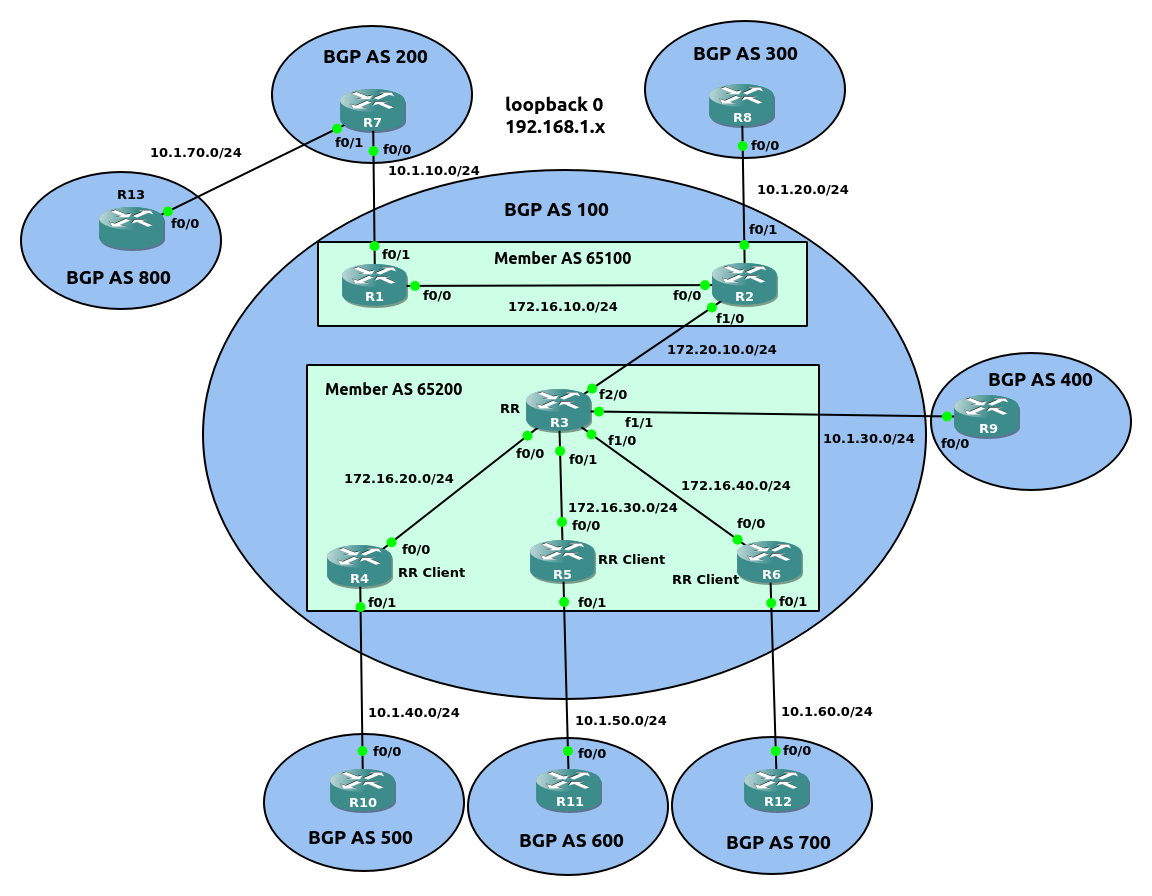 BGP AS 200
R7
f0/1
f0/0
10.1.10.0/24
10.1.70.0/24
loopback 0
192.168.1.x
BGP AS 300
R8
f0/0
10.1.20.0/24
R13
f0/0
BGP AS 800
BGP AS 100
f0/1
f0/1
Member AS 65100
R1
f0/0
f0/0
R2
172.16.10.0/24
f1/0
172.20.10.0/24
Member AS 65200
f2/0
RR
R3
f1/1
f0/0
f0/1
f1/0
BGP AS 400
R9
10.1.30.0/24
f0/0
172.16.20.0/24
172.16.30.0/24
172.16.40.0/24
f0/0
f0/0
f0/0
R4
RR Client
R5
RR Client
RR Client
R6
f0/1
f0/1
f0/1
10.1.40.0/24
10.1.50.0/24
10.1.60.0/24
f0/0
f0/0
f0/0
R10
R11
R12
BGP AS 500
BGP AS 600
BGP AS 700